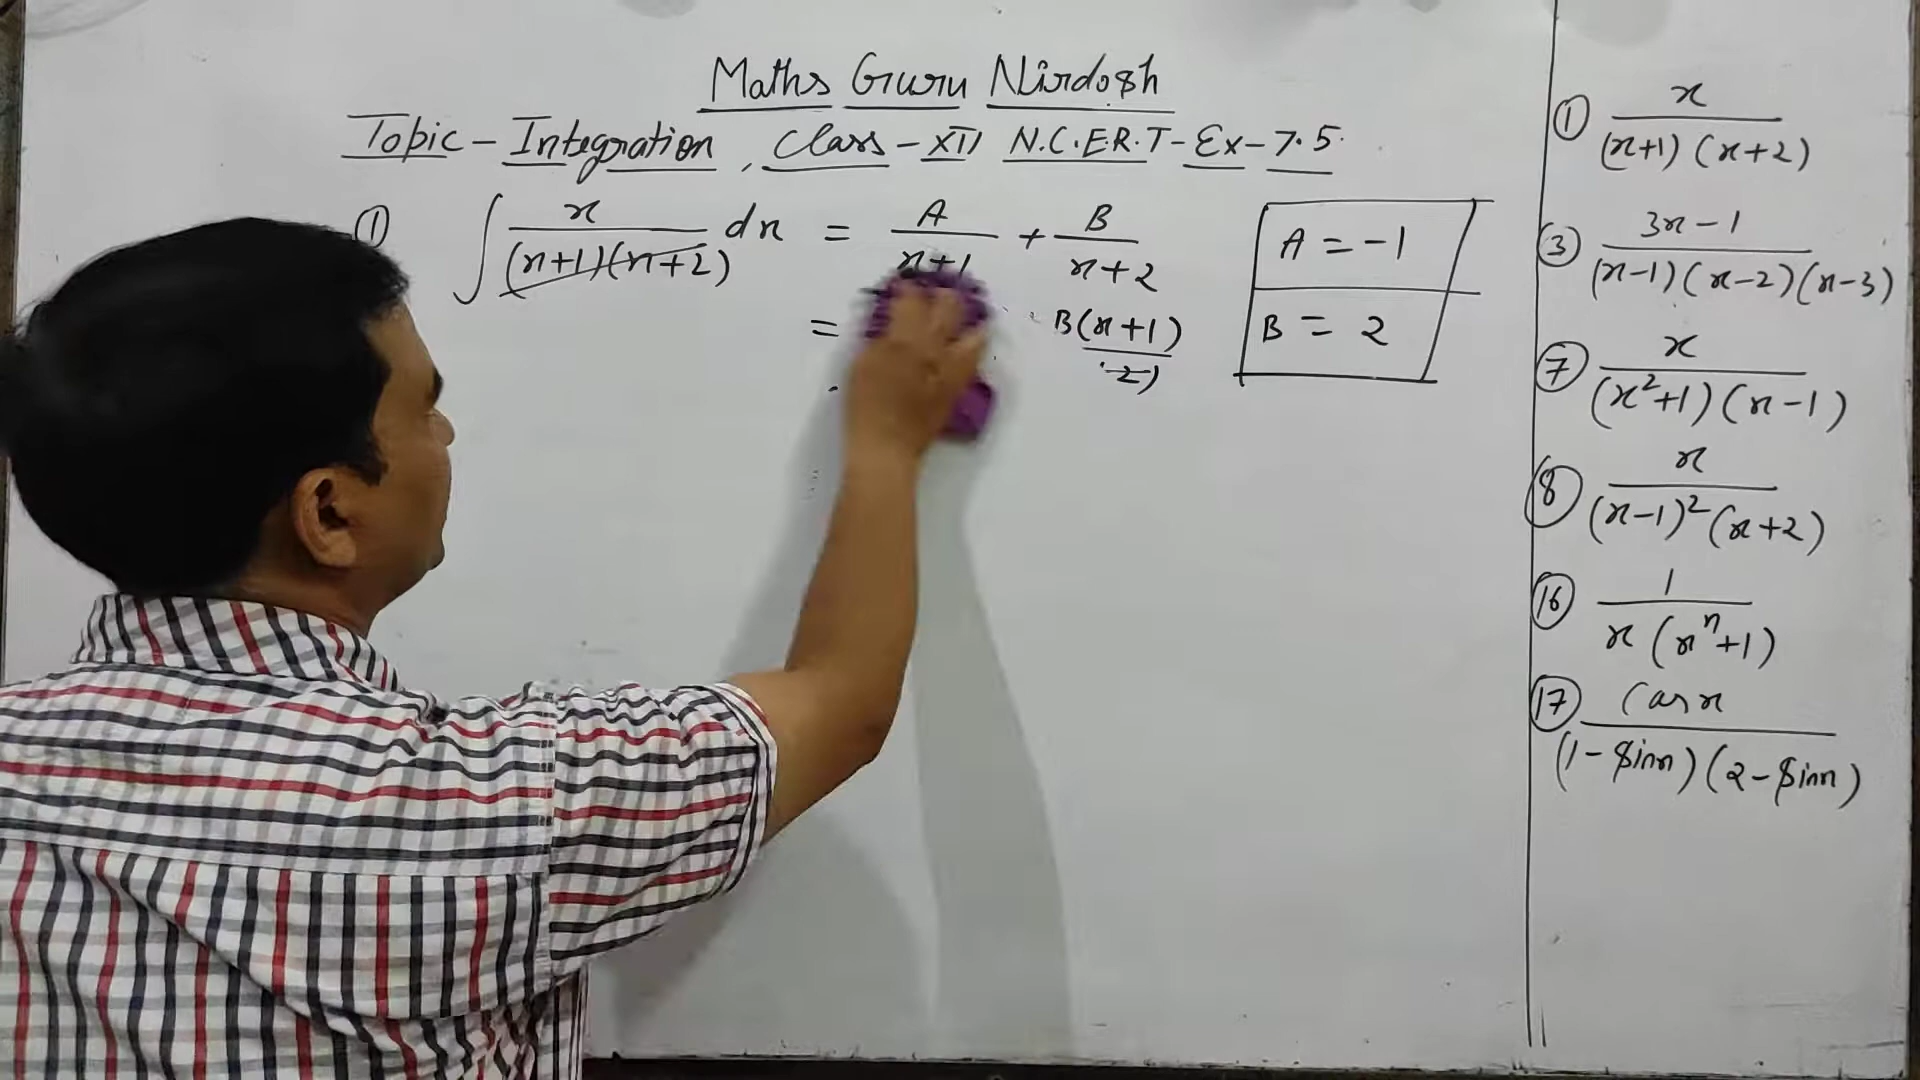 Maths Guru Nirdosh
Topic - Integration, Class - XII N.C.E.R.T - Ex - 7.5.
① ∫ x/((x+1)(x+2)) dx = A/(x+1) + B/(x+2)
= B(x+1)
2)
A = -1
B = 2
① x/((x+1)(x+2))
③ (3x-1)/((x-1)(x-2)(x-3))
⑦ x/((x²+1)(x-1))
⑧ x/((x-1)²(x+2))
⑯ 1/(x(xⁿ+1))
⑰ Cosx/((1-Sinx)(2-Sinx))